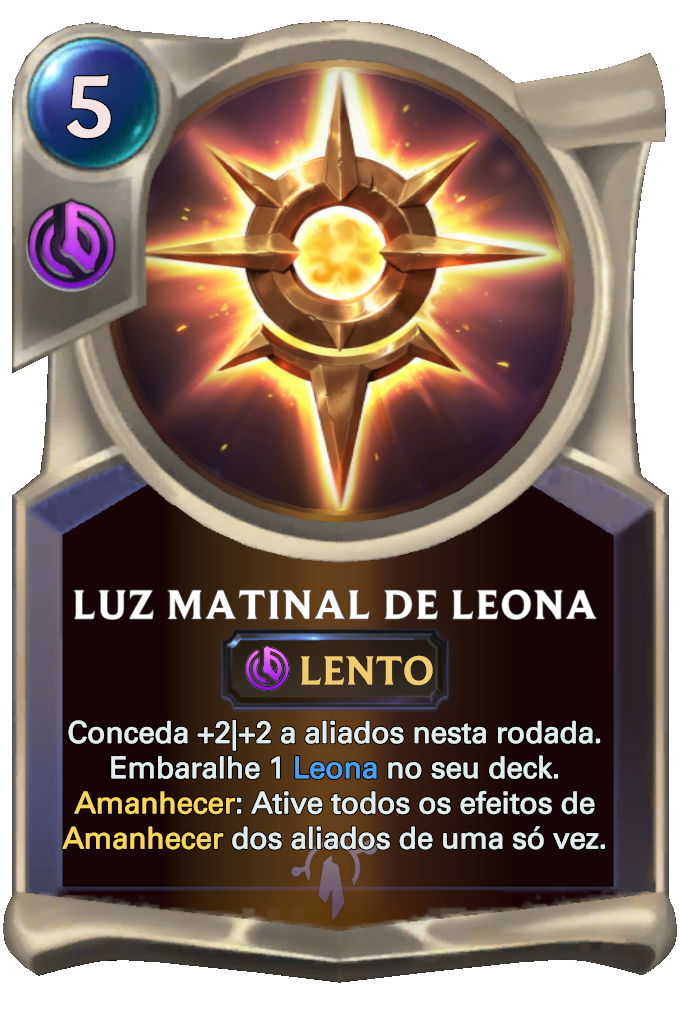 5
LUZ MATINAL DE LEONA
LENTO
Conceda +2|+2 a aliados nesta rodada.
Embaralhe 1 Leona no seu deck.
Amanhecer: Ative todos os efeitos de
Amanhecer dos aliados de uma só vez.